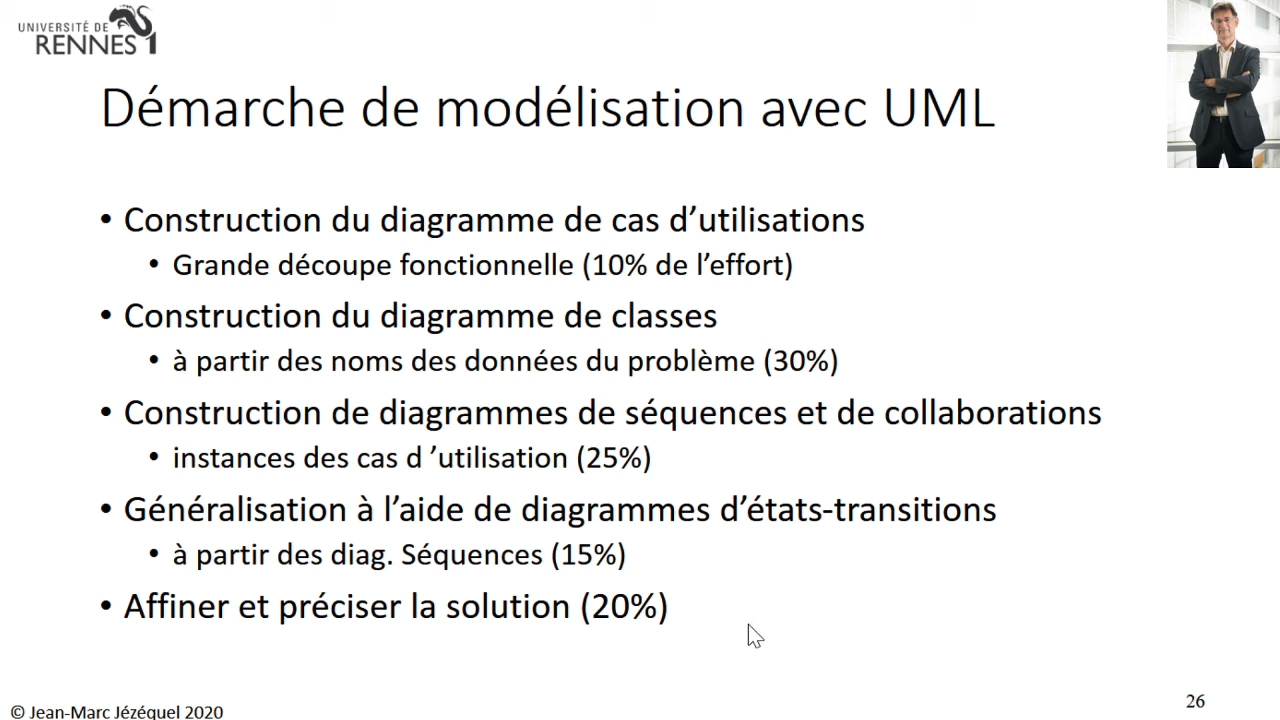 UNIVERSITÉ DE
RENNES 1
Démarche de modélisation avec UML
• Construction du diagramme de cas d’utilisations
• Grande découpe fonctionnelle (10% de l’effort)
• Construction du diagramme de classes
• à partir des noms des données du problème (30%)
• Construction de diagrammes de séquences et de collaborations
• instances des cas d ’utilisation (25%)
• Généralisation à l’aide de diagrammes d’états-transitions
• à partir des diag. Séquences (15%)
• Affiner et préciser la solution (20%)
© Jean-Marc Jézéquel 2020
26